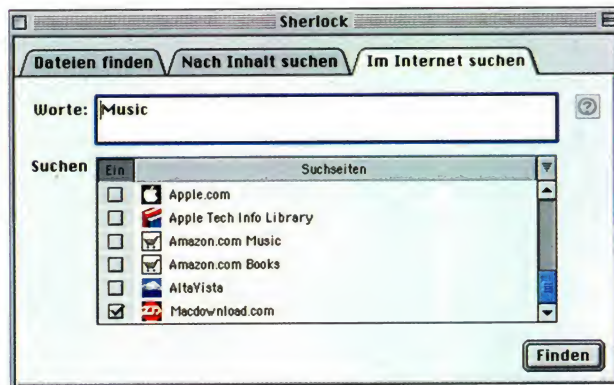 Sherlock
Dateien finden
Nach Inhalt suchen
Im Internet suchen
Worte:
Music
?
Suchen
Ein
Suchseiten
Apple.com
Apple Tech Info Library
Amazon.com Music
Amazon.com Books
AltaVista
Macdownload.com
Finden